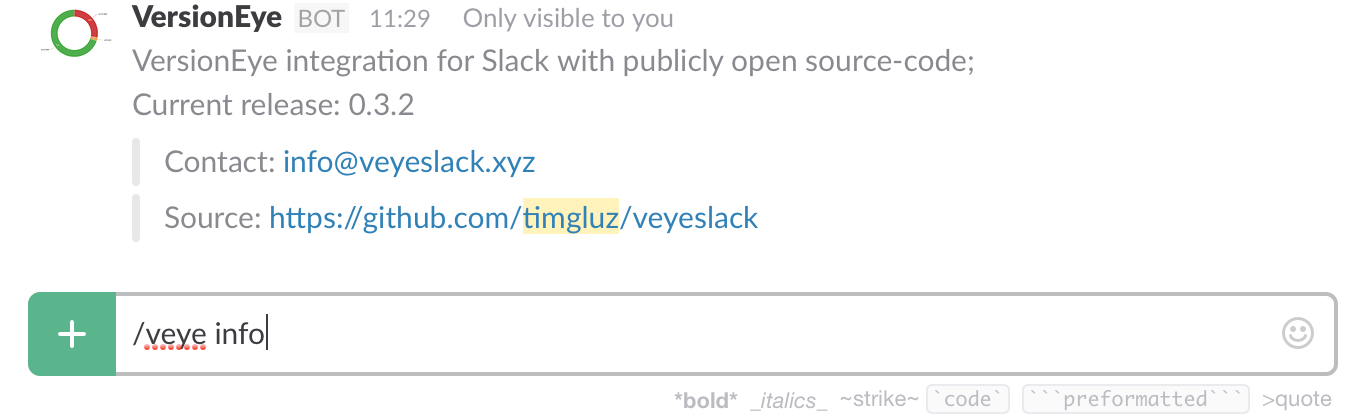 VersionEye BOT 11:29 Only visible to you
VersionEye integration for Slack with publicly open source-code;
Current release: 0.3.2
Contact: info@veyeslack.xyz
Source: https://github.com/timgluz/veyeslack
/veye info
*bold* _italics_ ~strike~ `code` ```preformatted``` >quote